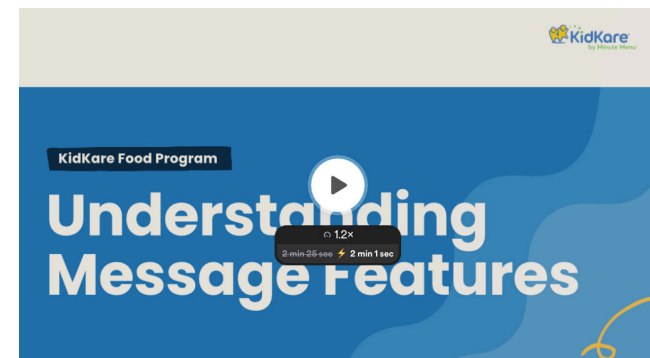 KidKare
by Minute Menu
KidKare Food Program
Understanding
1.2×
2 min 25 sec ⚡ 2 min 1 sec
Message Features